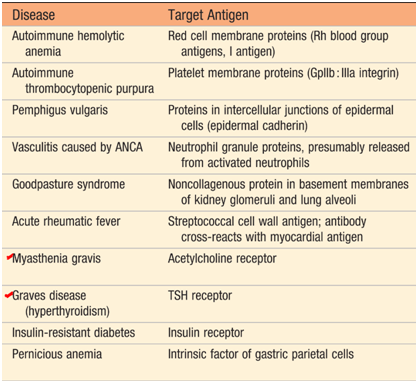 Disease Target Antigen
Autoimmune hemolytic Red cell membrane proteins (Rh blood group
anemia antigens, I antigen)
Autoimmune Platelet membrane proteins (GpIIb : IIIa integrin)
thrombocytopenic purpura
Pemphigus vulgaris Proteins in intercellular junctions of epidermal
cells (epidermal cadherin)
Vasculitis caused by ANCA Neutrophil granule proteins, presumably released
from activated neutrophils
Goodpasture syndrome Noncollagenous protein in basement membranes
of kidney glomeruli and lung alveoli
Acute rheumatic fever Streptococcal cell wall antigen; antibody
cross-reacts with myocardial antigen
Myasthenia gravis Acetylcholine receptor
Graves disease TSH receptor
(hyperthyroidism)
Insulin-resistant diabetes Insulin receptor
Pernicious anemia Intrinsic factor of gastric parietal cells